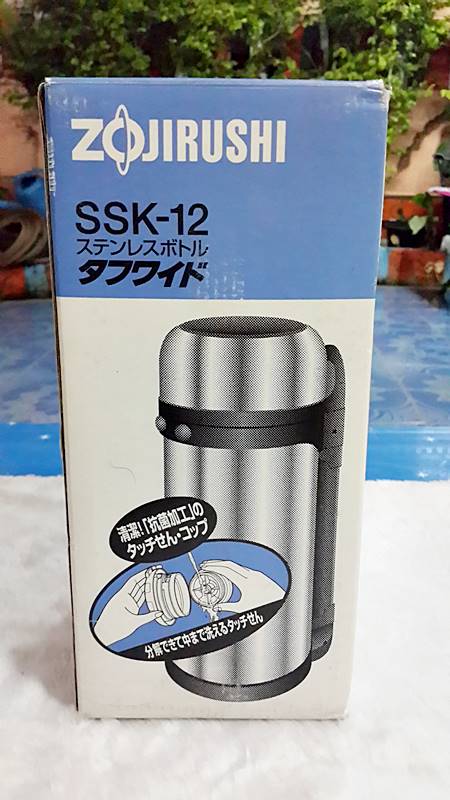 ZOJIRUSHI
SSK-12
ステンレスボトル
タフワイド
清潔!「抗菌加工」の
タッチせん・コップ
分解できて中まで洗えるタッチせん